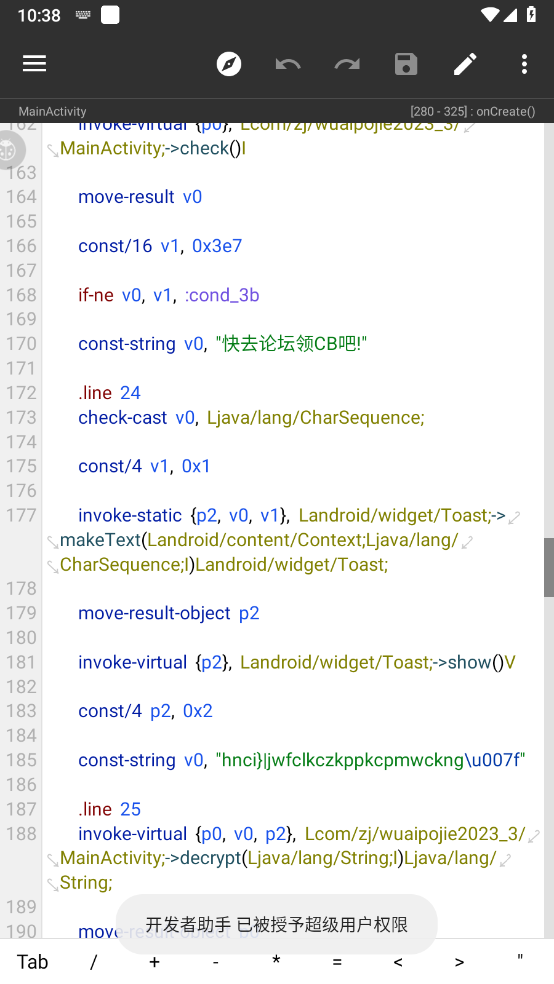 10:38
MainActivity
[280 - 325] : onCreate()
162 invoke-virtual {p0}, Lcom/zj/wuaipojie2023_3/
MainActivity;->check()I
163
164 move-result v0
165
166 const/16 v1, 0x3e7
167
168 if-ne v0, v1, :cond_3b
169
170 const-string v0, "快去论坛领CB吧!"
171
172 .line 24
173 check-cast v0, Ljava/lang/CharSequence;
174
175 const/4 v1, 0x1
176
177 invoke-static {p2, v0, v1}, Landroid/widget/Toast;->
makeText(Landroid/content/Context;Ljava/lang/
CharSequence;I)Landroid/widget/Toast;
178
179 move-result-object p2
180
181 invoke-virtual {p2}, Landroid/widget/Toast;->show()V
182
183 const/4 p2, 0x2
184
185 const-string v0, "hnci}|jwfclkczkppkcpmwckng\u007f"
186
187 .line 25
188 invoke-virtual {p0, v0, p2}, Lcom/zj/wuaipojie2023_3/
MainActivity;->decrypt(Ljava/lang/String;I)Ljava/lang/
String;
189
开发者助手 已被授予超级用户权限
190
Tab / + - * = < > "